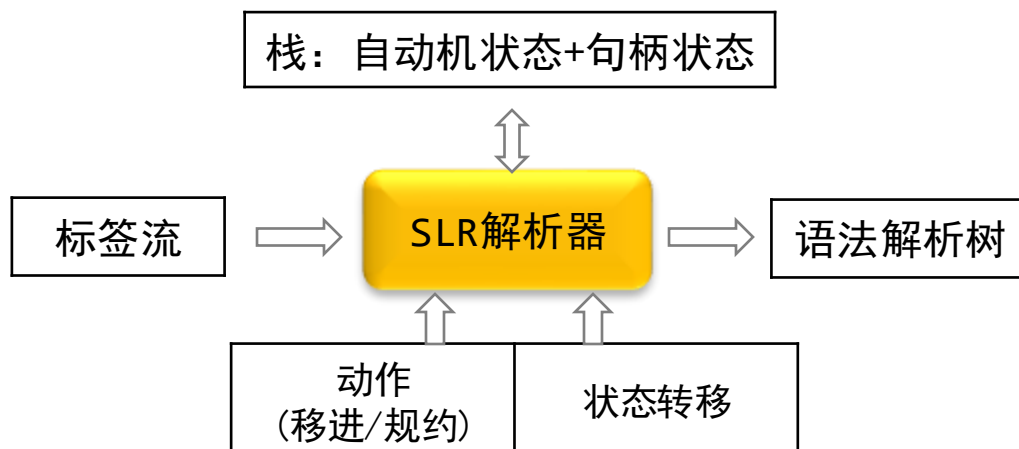 栈：自动机状态+句柄状态
标签流
SLR解析器
语法解析树
动作
(移进/规约)
状态转移